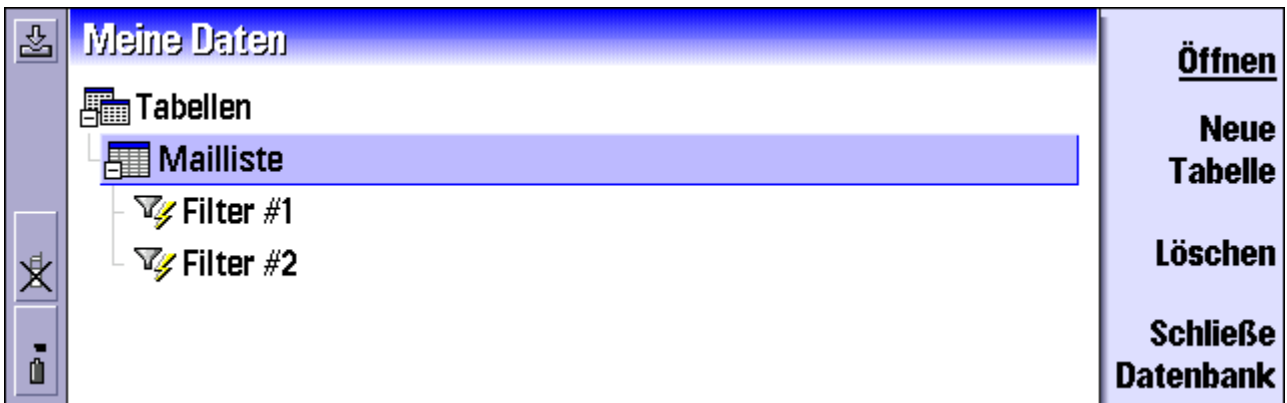 Meine Daten
Tabellen
Mailliste
Filter #1
Filter #2
Öffnen
Neue
Tabelle
Löschen
Schließe
Datenbank